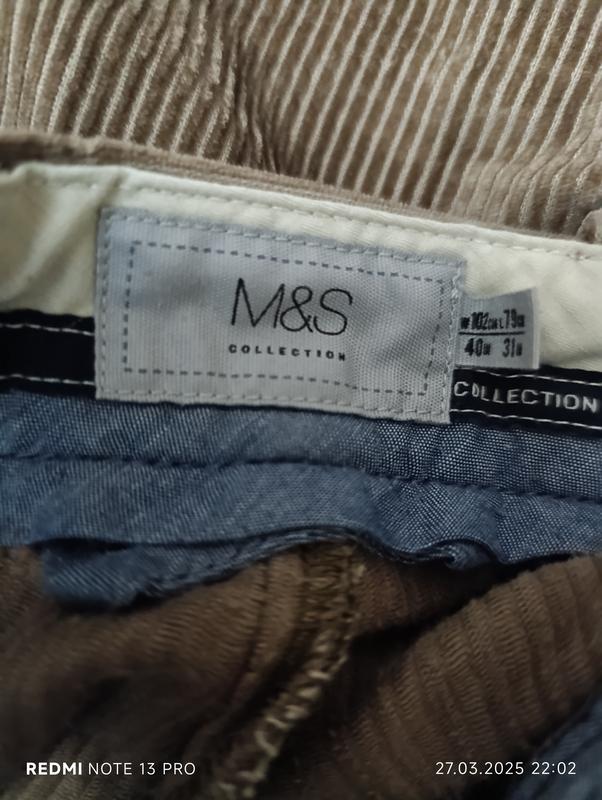 M&S
COLLECTION
W 102cm L 79cm
40in 31in
COLLECTION
REDMI NOTE 13 PRO
27.03.2025 22:02